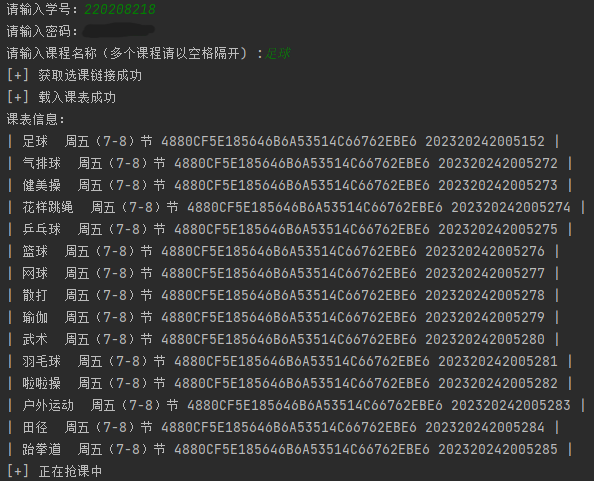 请输入学号：220208218
请输入密码：
请输入课程名称（多个课程请以空格隔开) ：足球
[+] 获取选课链接成功
[+] 载入课表成功
课表信息：
| 足球 周五（7-8）节 4880CF5E185646B6A53514C66762EBE6 202320242005152 |
| 气排球 周五（7-8）节 4880CF5E185646B6A53514C66762EBE6 202320242005272 |
| 健美操 周五（7-8）节 4880CF5E185646B6A53514C66762EBE6 202320242005273 |
| 花样跳绳 周五（7-8）节 4880CF5E185646B6A53514C66762EBE6 202320242005274 |
| 乒乓球 周五（7-8）节 4880CF5E185646B6A53514C66762EBE6 202320242005275 |
| 篮球 周五（7-8）节 4880CF5E185646B6A53514C66762EBE6 202320242005276 |
| 网球 周五（7-8）节 4880CF5E185646B6A53514C66762EBE6 202320242005277 |
| 散打 周五（7-8）节 4880CF5E185646B6A53514C66762EBE6 202320242005278 |
| 瑜伽 周五（7-8）节 4880CF5E185646B6A53514C66762EBE6 202320242005279 |
| 武术 周五（7-8）节 4880CF5E185646B6A53514C66762EBE6 202320242005280 |
| 羽毛球 周五（7-8）节 4880CF5E185646B6A53514C66762EBE6 202320242005281 |
| 啦啦操 周五（7-8）节 4880CF5E185646B6A53514C66762EBE6 202320242005282 |
| 户外运动 周五（7-8）节 4880CF5E185646B6A53514C66762EBE6 202320242005283 |
| 田径 周五（7-8）节 4880CF5E185646B6A53514C66762EBE6 202320242005284 |
| 跆拳道 周五（7-8）节 4880CF5E185646B6A53514C66762EBE6 202320242005285 |
[+] 正在抢课中